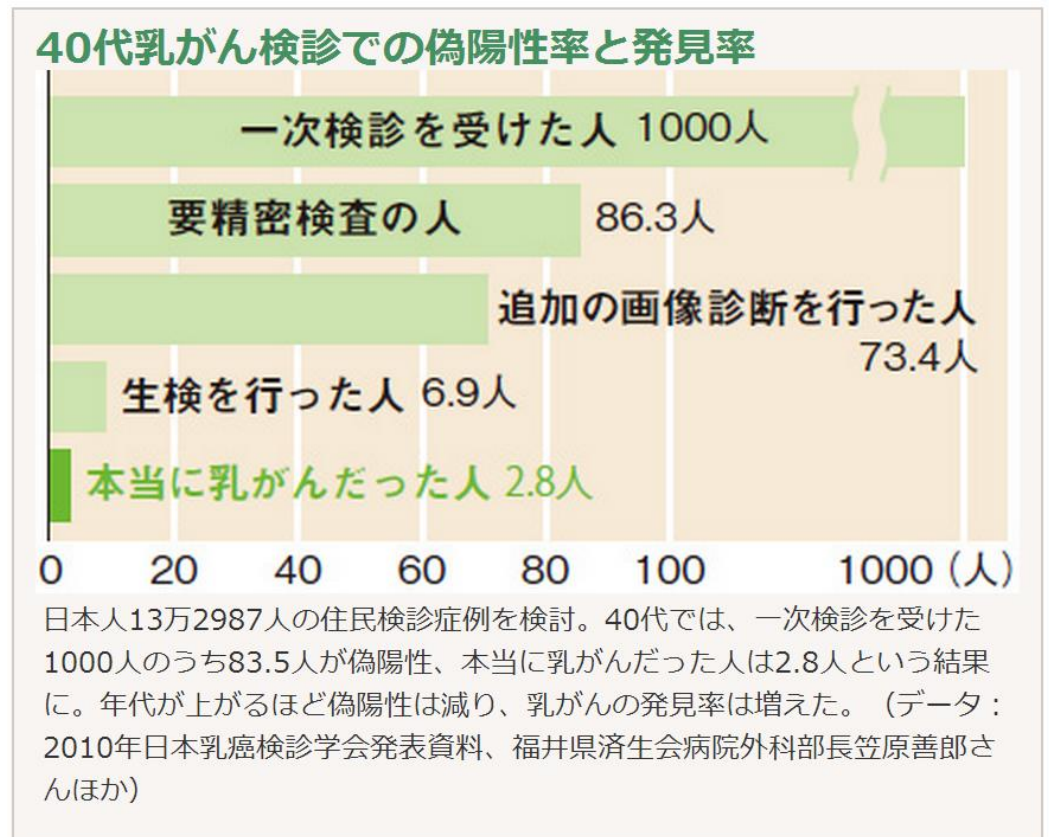 40代乳がん検診での偽陽性率と発見率
一次検診を受けた人 1000人
要精密検査の人 86.3人
追加の画像診断を行った人
73.4人
生検を行った人 6.9人
本当に乳がんだった人 2.8人
0 20 40 60 80 100 1000（人）
日本人13万2987人の住民検診症例を検討。40代では、一次検診を受けた
1000人のうち83.5人が偽陽性、本当に乳がんだった人は2.8人という結果
に。年代が上がるほど偽陽性は減り、乳がんの発見率は増えた。（データ：
2010年日本乳癌検診学会発表資料、福井県済生会病院外科部長笠原善郎さ
んほか）